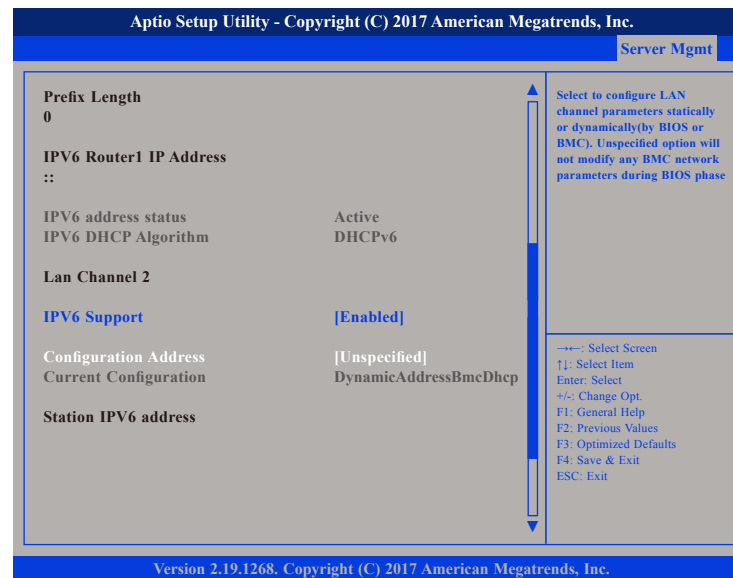 Aptio Setup Utility - Copyright (C) 2017 American Megatrends, Inc.
Server Mgmt
Prefix Length
0
IPV6 Router1 IP Address
::
IPV6 address status Active
IPV6 DHCP Algorithm DHCPv6
Lan Channel 2
IPV6 Support [Enabled]
Configuration Address [Unspecified]
Current Configuration DynamicAddressBmcDhcp
Station IPV6 address
Select to configure LAN
channel parameters statically
or dynamically(by BIOS or
BMC). Unspecified option will
not modify any BMC network
parameters during BIOS phase
→←: Select Screen
↑↓: Select Item
Enter: Select
+/-: Change Opt.
F1: General Help
F2: Previous Values
F3: Optimized Defaults
F4: Save & Exit
ESC: Exit
Version 2.19.1268. Copyright (C) 2017 American Megatrends, Inc.